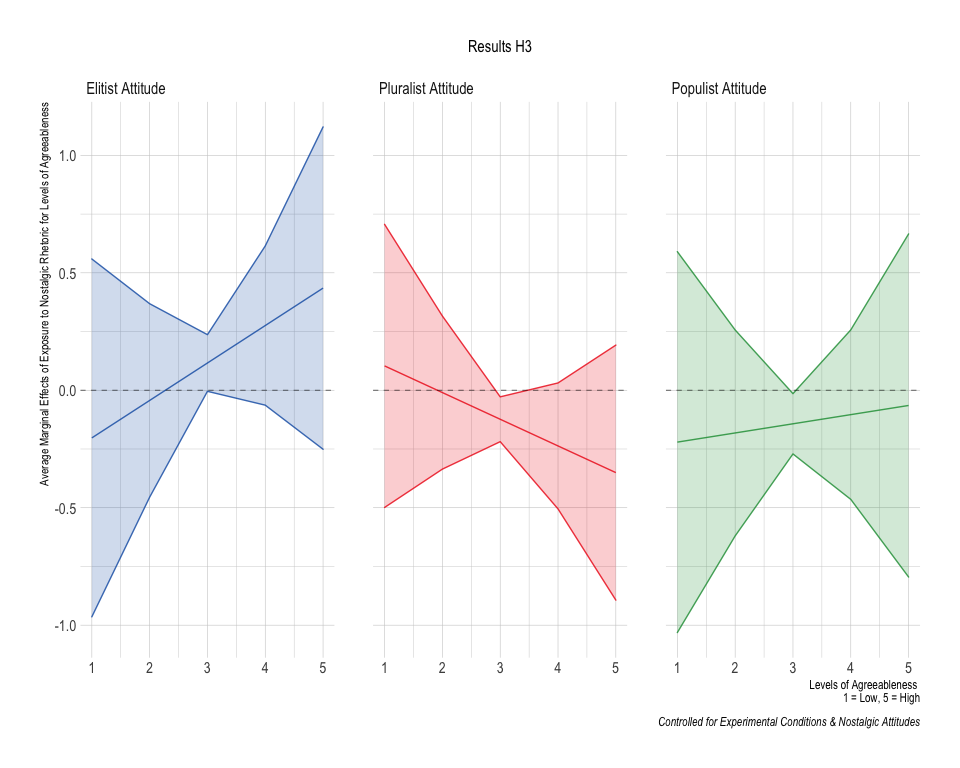 Results H3
Elitist Attitude
Pluralist Attitude
Populist Attitude
Average Marginal Effects of Exposure to Nostalgic Rhetoric for Levels of Agreeableness
1.0
0.5
0.0
-0.5
-1.0
1 2 3 4 5
1 2 3 4 5
1 2 3 4 5
Levels of Agreeableness
1 = Low, 5 = High
Controlled for Experimental Conditions & Nostalgic Attitudes